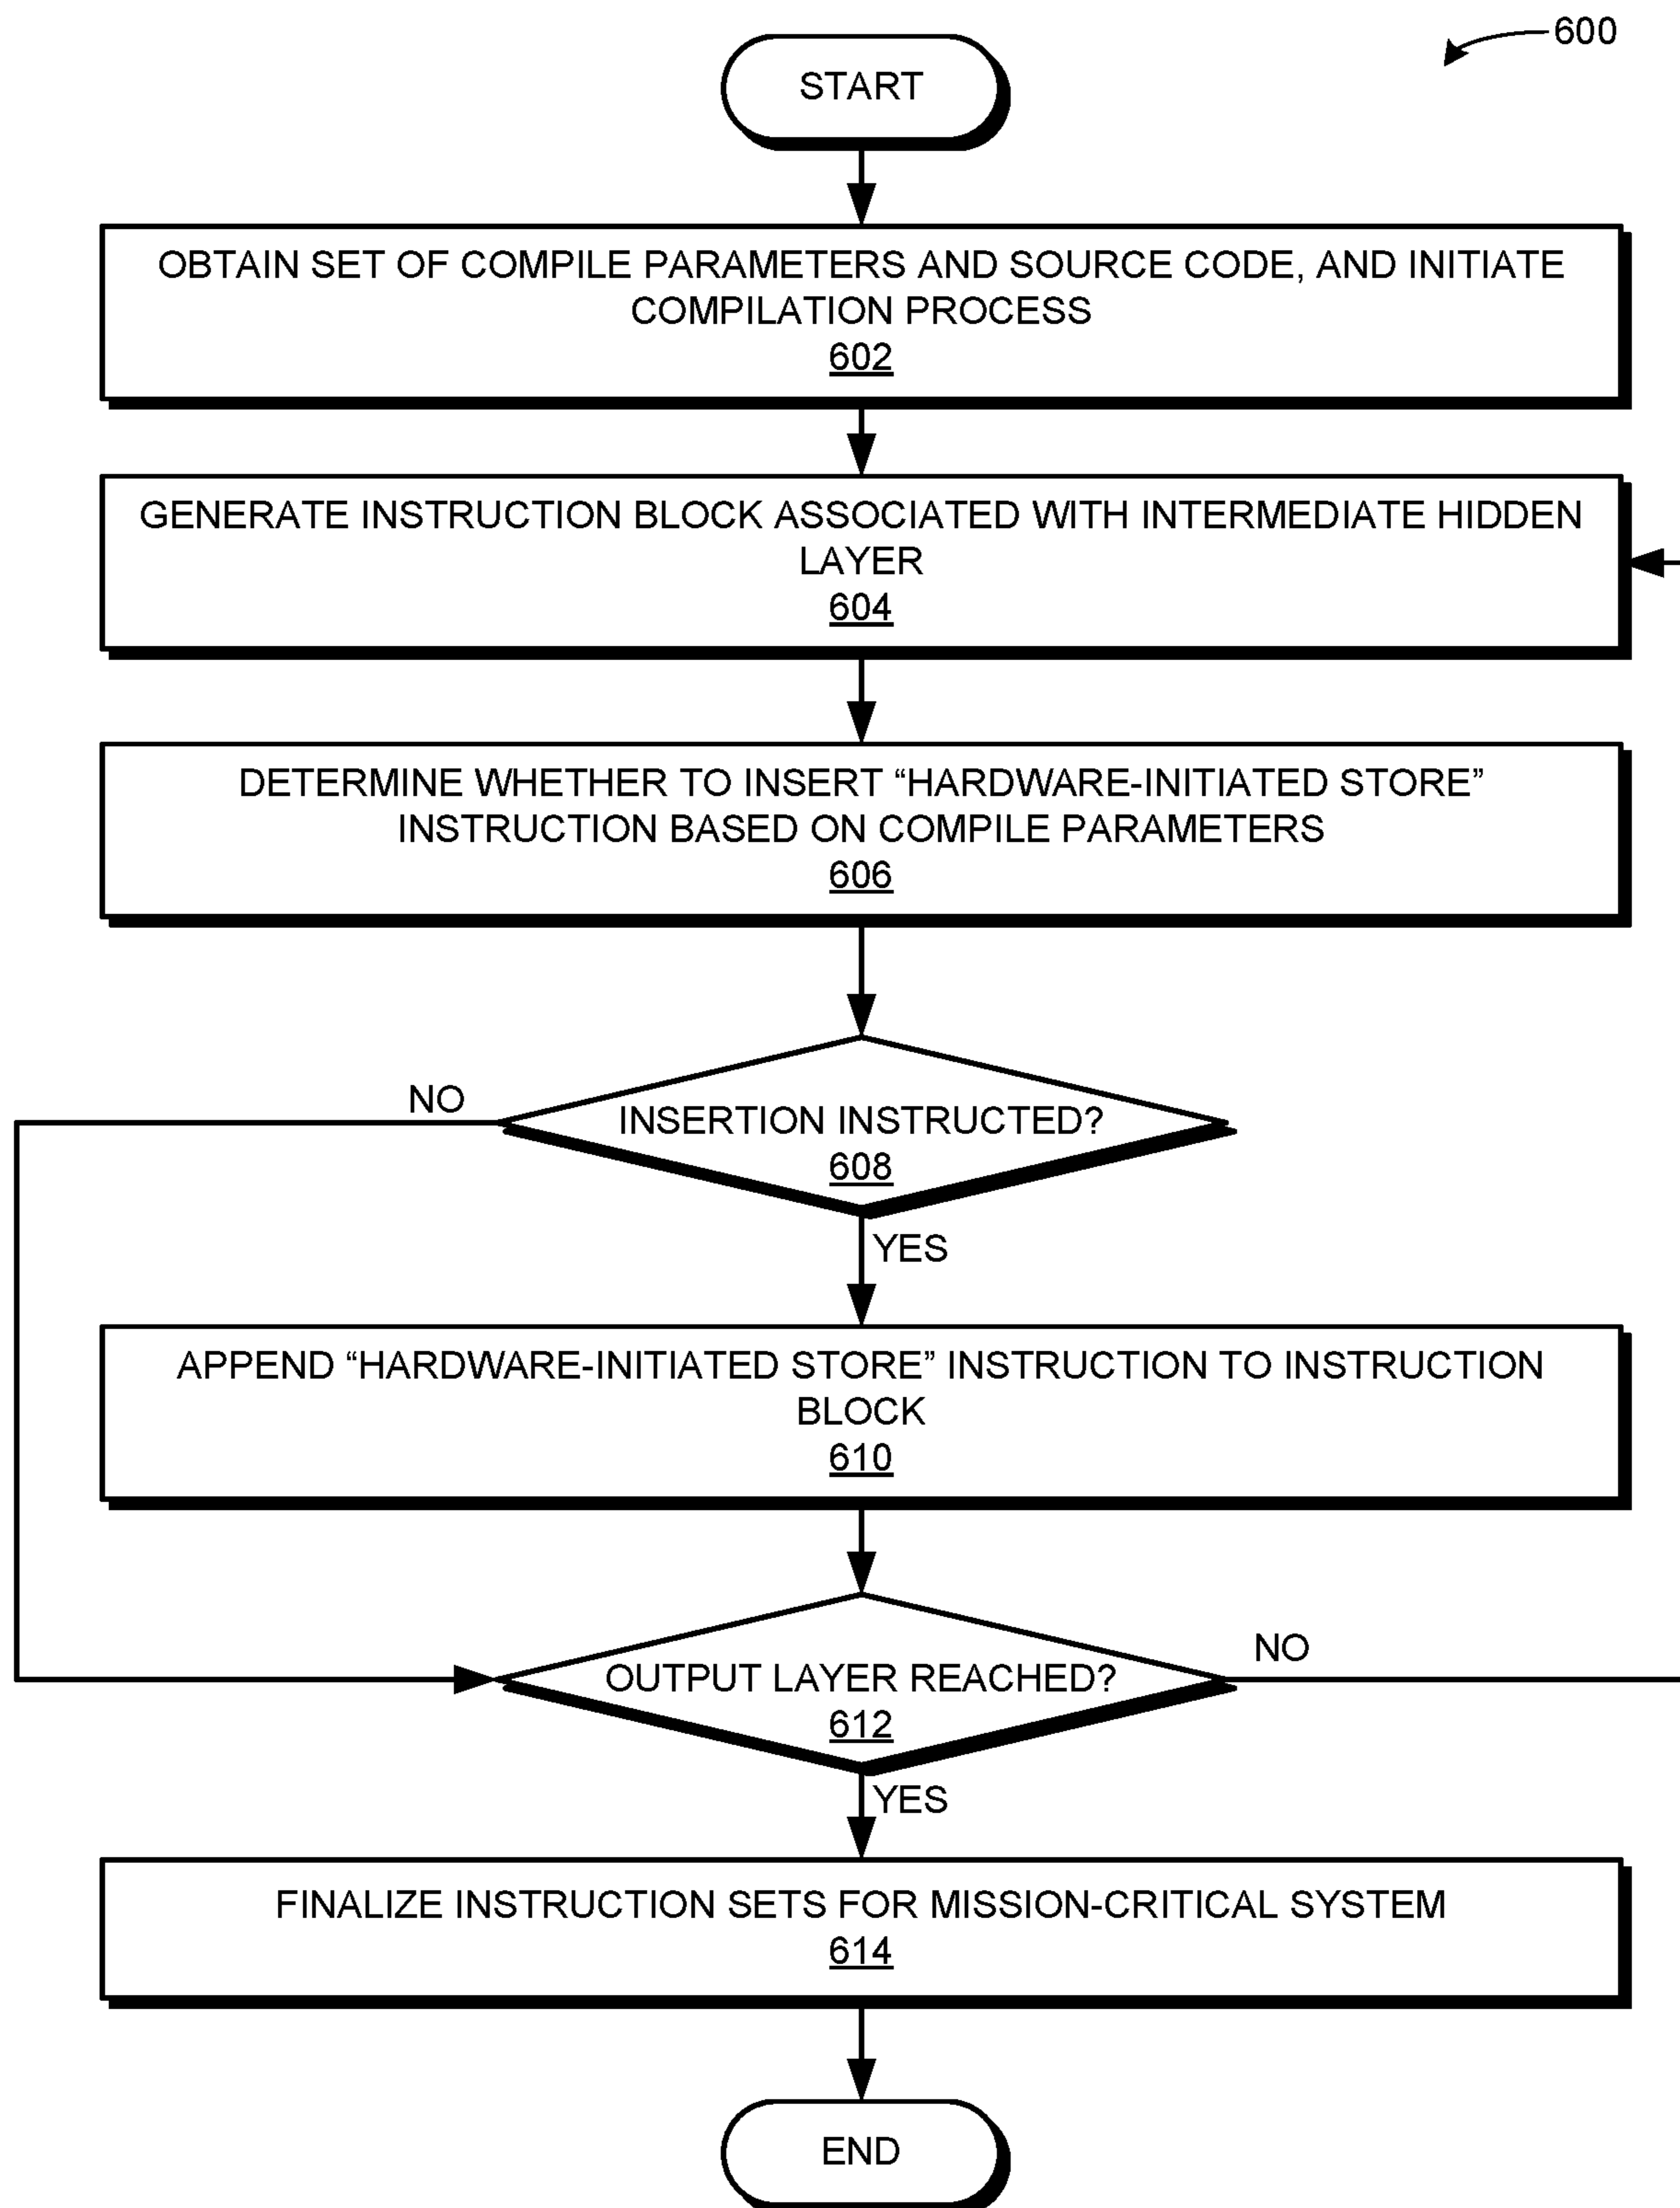 600
START
OBTAIN SET OF COMPILE PARAMETERS AND SOURCE CODE, AND INITIATE
COMPILATION PROCESS
602
GENERATE INSTRUCTION BLOCK ASSOCIATED WITH INTERMEDIATE HIDDEN
LAYER
604
DETERMINE WHETHER TO INSERT “HARDWARE-INITIATED STORE”
INSTRUCTION BASED ON COMPILE PARAMETERS
606
NO
INSERTION INSTRUCTED?
608
YES
APPEND “HARDWARE-INITIATED STORE” INSTRUCTION TO INSTRUCTION
BLOCK
610
NO
OUTPUT LAYER REACHED?
612
YES
FINALIZE INSTRUCTION SETS FOR MISSION-CRITICAL SYSTEM
614
END